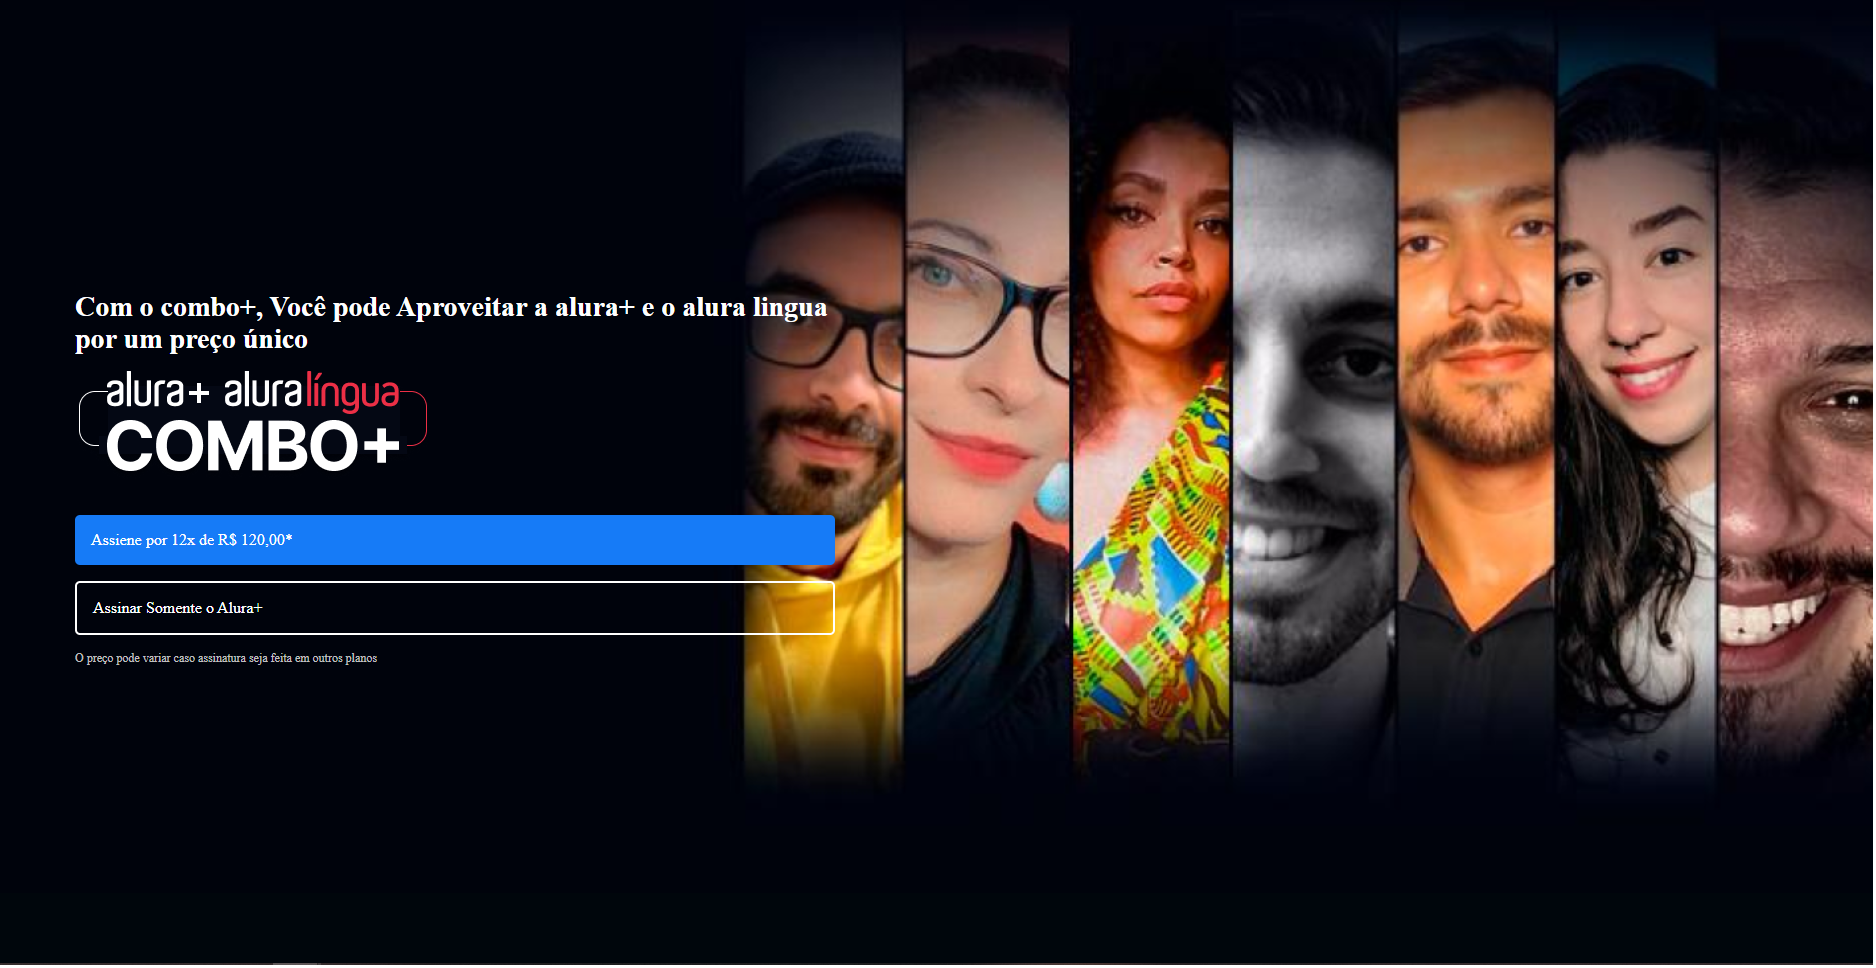 Com o combo+, Você pode Aproveitar a alura+ e o alura lingua
por um preço único
alura+ aluralíngua
COMBO+
Assiene por 12x de R$ 120,00*
Assinar Somente o Alura+
O preço pode variar caso assinatura seja feita em outros planos